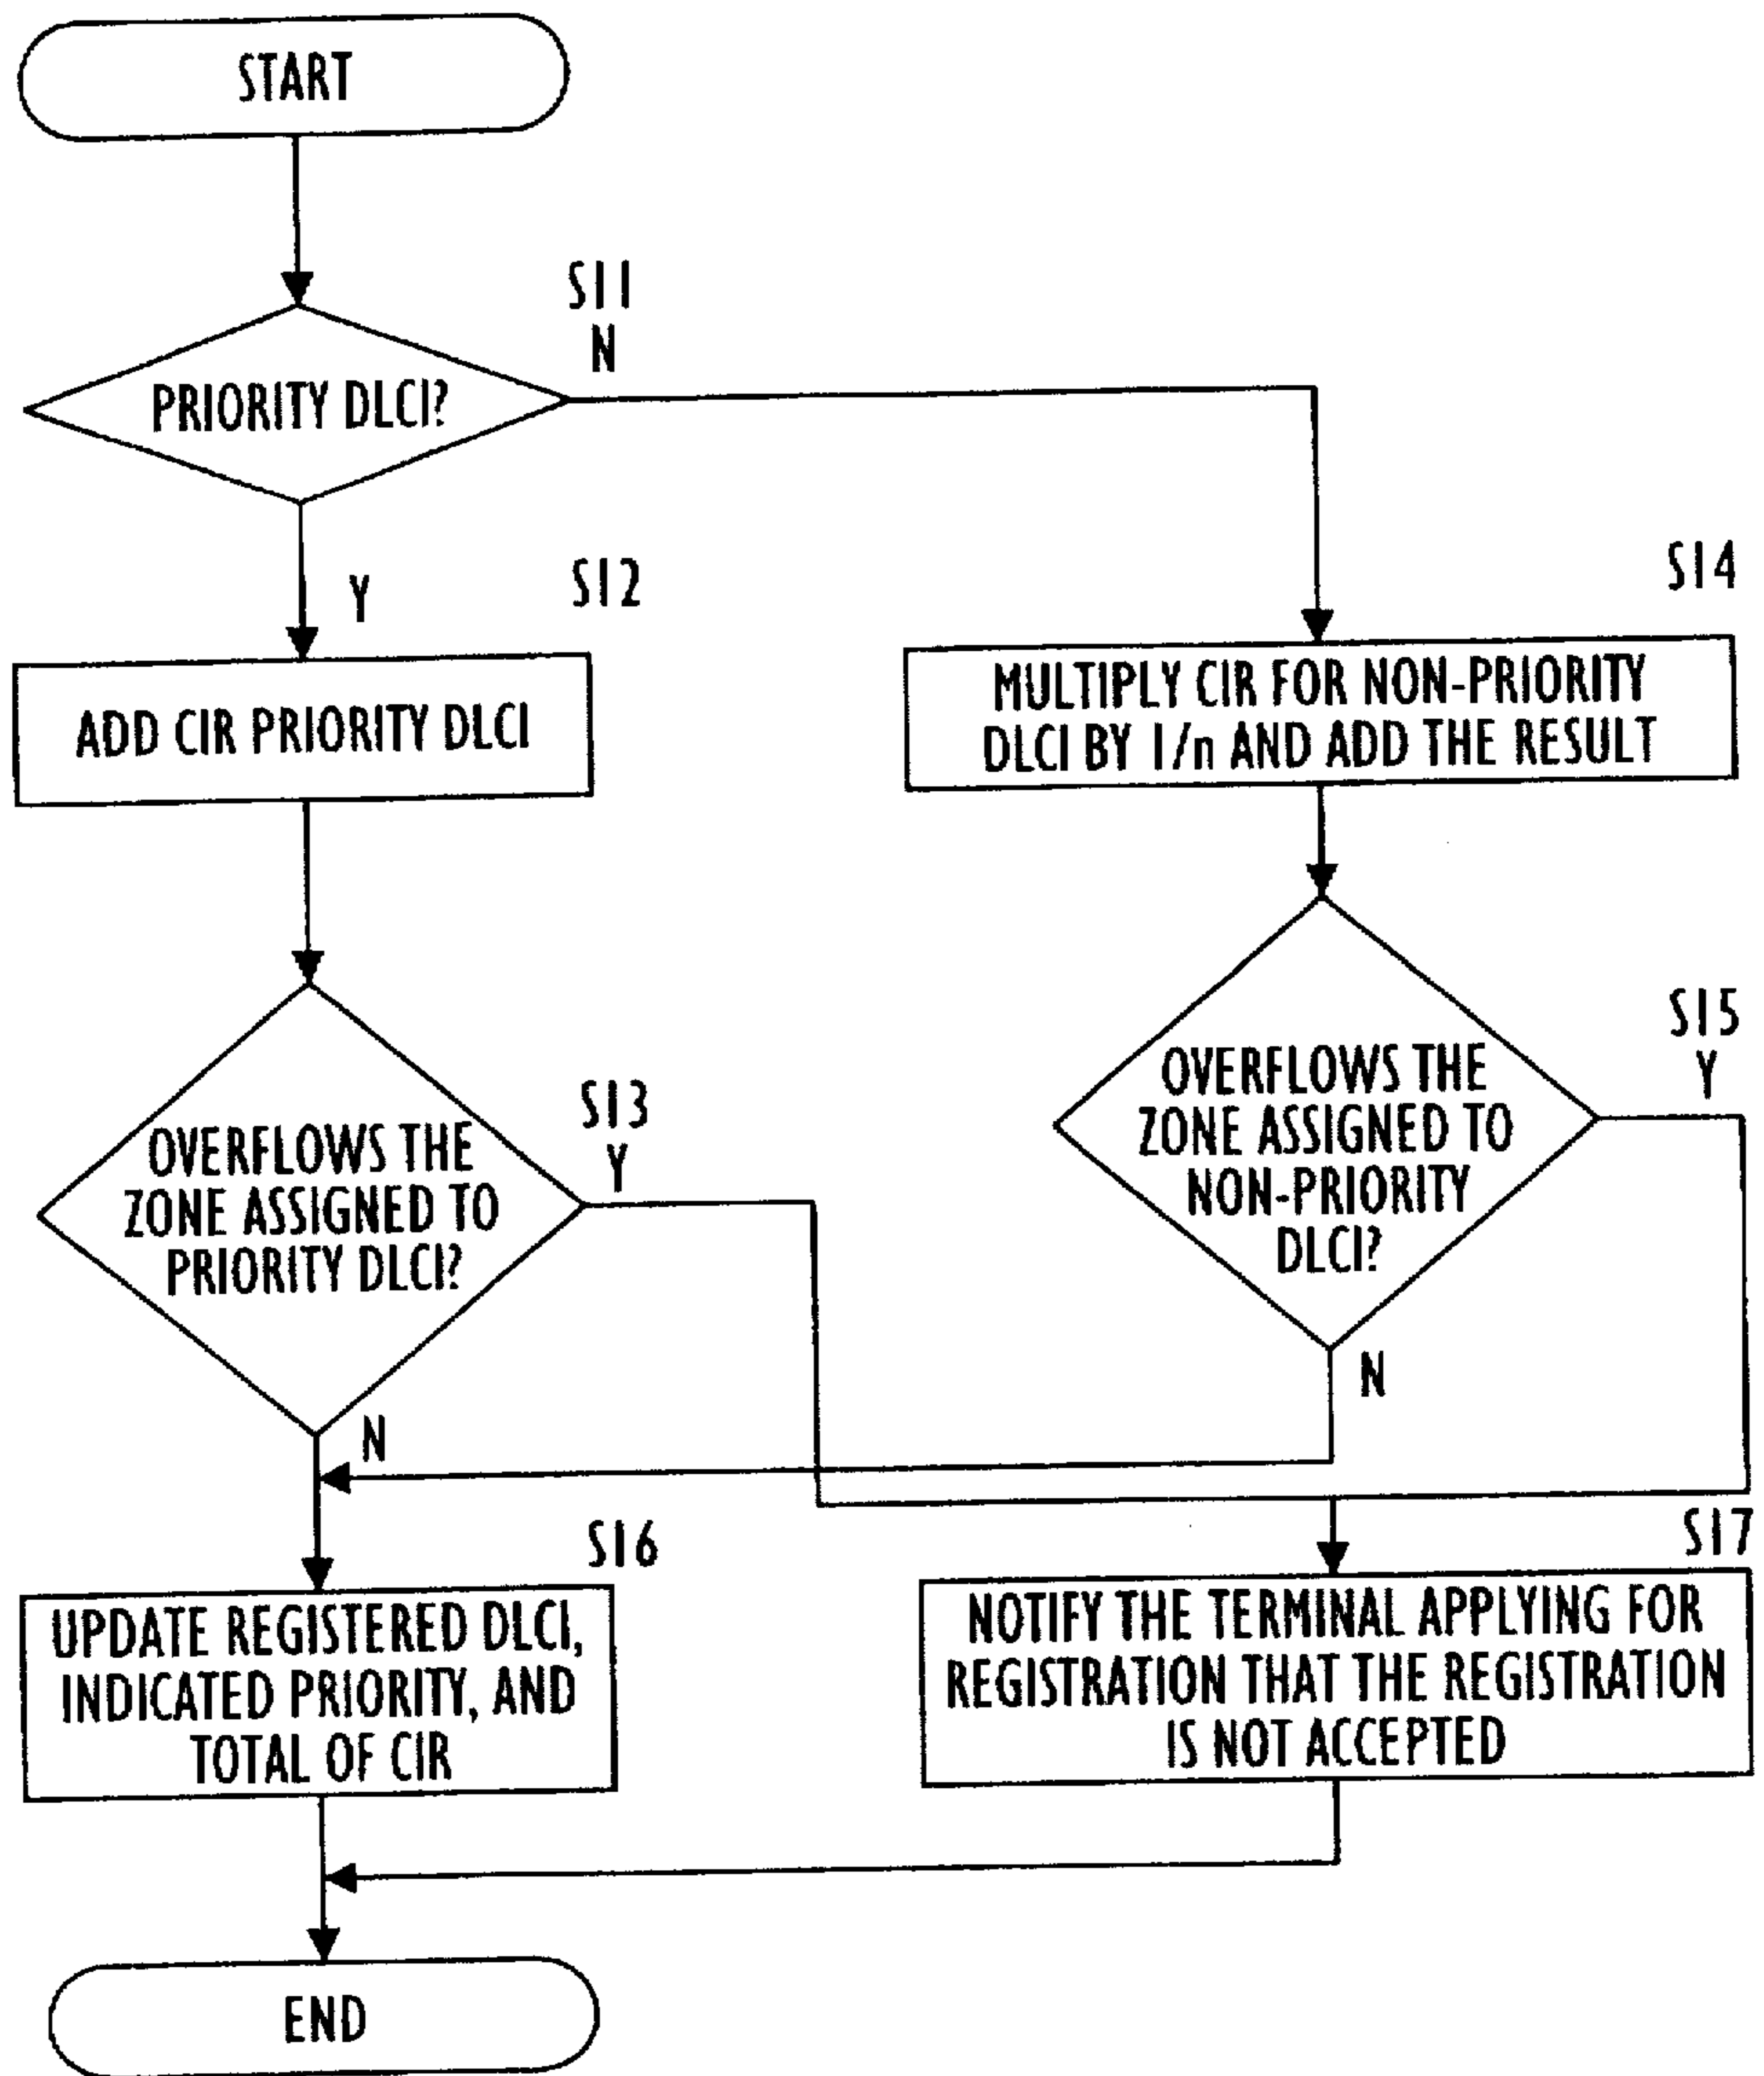 START
S11
N
PRIORITY DLCI?
Y
S12
ADD CIR PRIORITY DLCI
S14
MULTIPLY CIR FOR NON-PRIORITY
DLCI BY 1/n AND ADD THE RESULT
S13
Y
OVERFLOWS THE
ZONE ASSIGNED TO
PRIORITY DLCI?
N
S15
Y
OVERFLOWS THE
ZONE ASSIGNED TO
NON-PRIORITY
DLCI?
N
S16
UPDATE REGISTERED DLCI,
INDICATED PRIORITY, AND
TOTAL OF CIR
S17
NOTIFY THE TERMINAL APPLYING FOR
REGISTRATION THAT THE REGISTRATION
IS NOT ACCEPTED
END